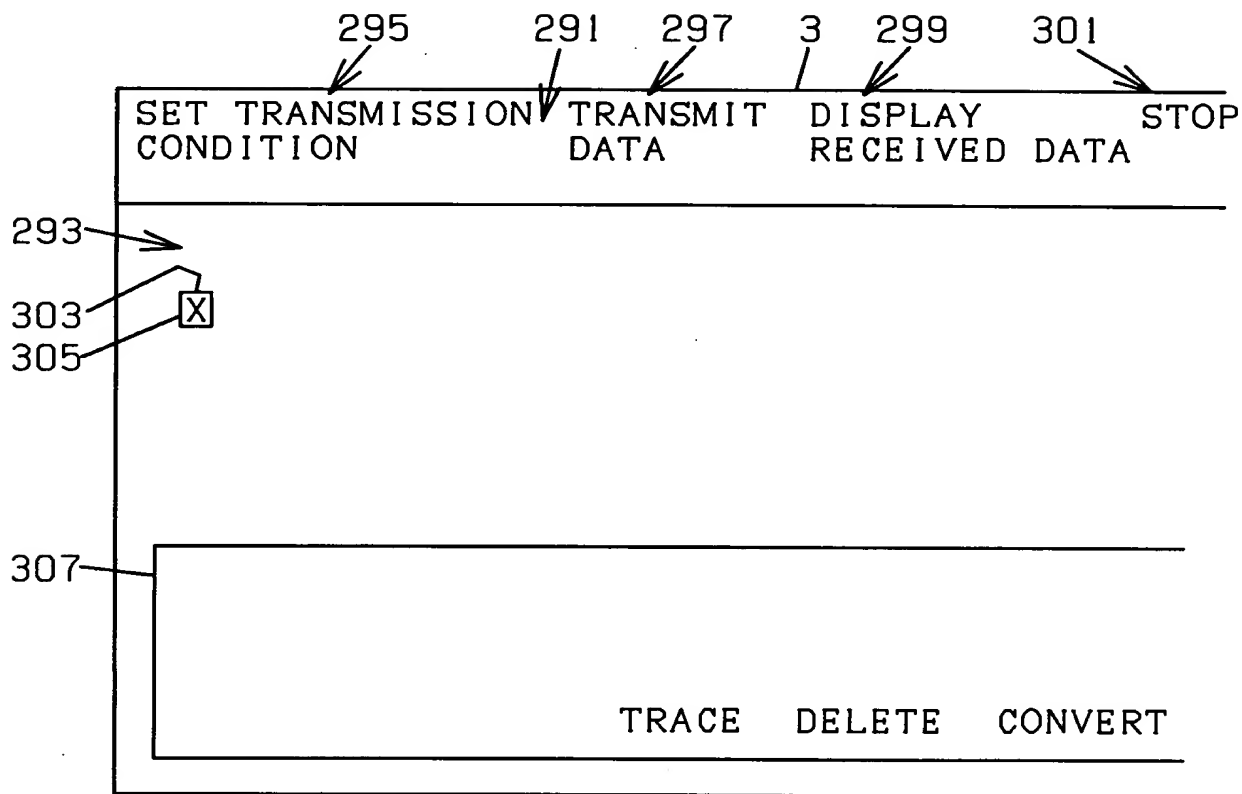 295 291 297 3 299 301
SET TRANSMISSION TRANSMIT DISPLAY STOP
CONDITION DATA RECEIVED DATA
293
303 X
305
307
TRACE DELETE CONVERT